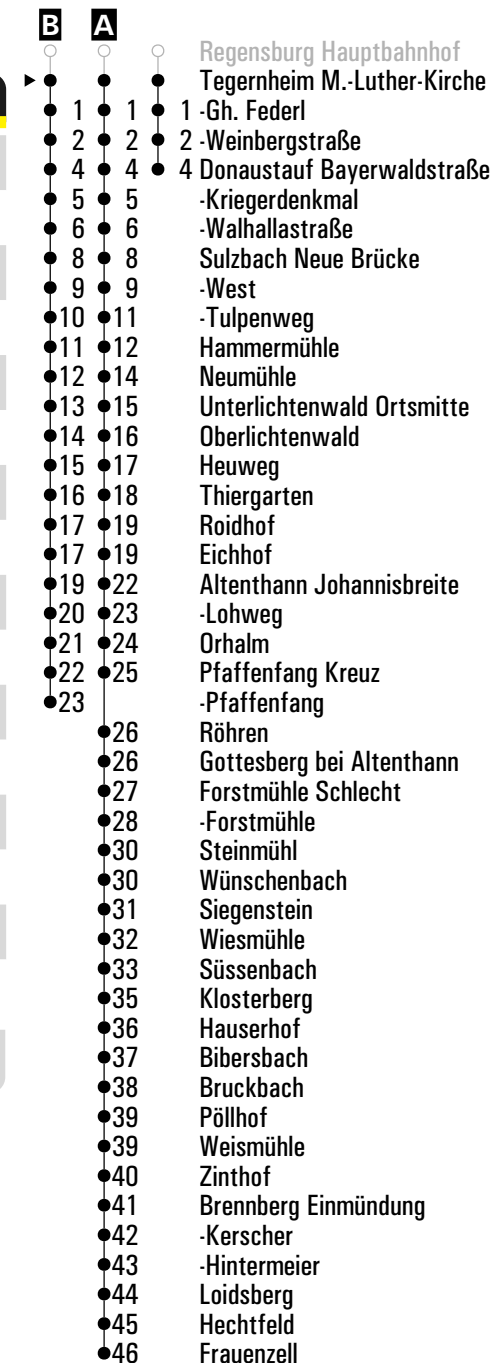 B A
Regensburg Hauptbahnhof
Tegernheim M.-Luther-Kirche
1 1 1 -Gh. Federl
2 2 2 -Weinbergstraße
4 4 4 Donaustauf Bayerwaldstraße
5 5 -Kriegerdenkmal
6 6 -Walhallastraße
8 8 Sulzbach Neue Brücke
9 9 -West
10 11 -Tulpenweg
11 12 Hammermühle
12 14 Neumühle
13 15 Unterlichtenwald Ortsmitte
14 16 Oberlichtenwald
15 17 Heuweg
16 18 Thiergarten
17 19 Roidhof
17 19 Eichhof
19 22 Altenthann Johannisbreite
20 23 -Lohweg
21 24 Orhalm
22 25 Pfaffenfang Kreuz
23 -Pfaffenfang
26 Röhren
26 Gottesberg bei Altenthann
27 Forstmühle Schlecht
28 -Forstmühle
30 Steinmühl
30 Wünschenbach
31 Siegenstein
32 Wiesmühle
33 Süssenbach
35 Klosterberg
36 Hauserhof
37 Bibersbach
38 Bruckbach
39 Pöllhof
39 Weismühle
40 Zinthof
41 Brennberg Einmündung
42 -Kerscher
43 -Hintermeier
44 Loidsberg
45 Hechtfeld
46 Frauenzell